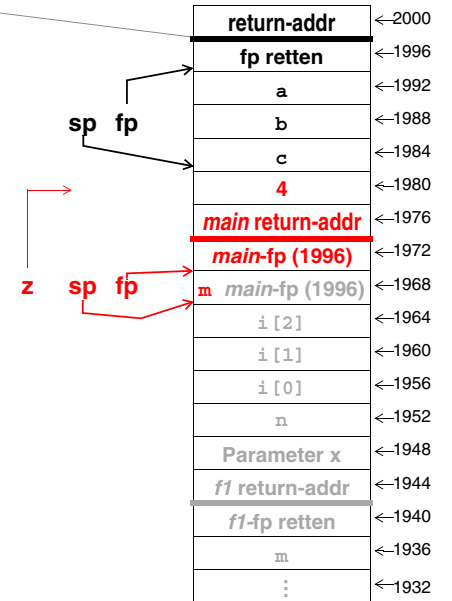 return-addr 2000
fp retten 1996
a 1992
sp fp b 1988
c 1984
4 1980
main return-addr 1976
main-fp (1996) 1972
z sp fp m main-fp (1996) 1968
i[2] 1964
i[1] 1960
i[0] 1956
n 1952
Parameter x 1948
f1 return-addr 1944
f1-fp retten 1940
m 1936
⋮ 1932